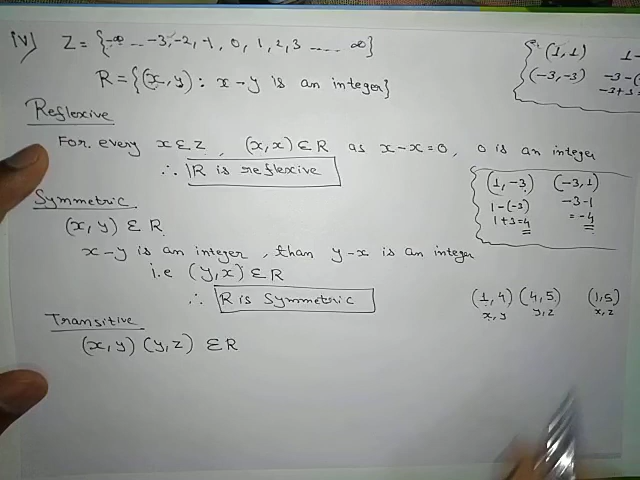 iv) Z = {-∞ ... -3, -2, -1, 0, 1, 2, 3 .... ∞}
R = {(x, y) : x - y is an integer}
(1, 1) 1-
(-3, -3) -3-(
-3+3=
Reflexive
For every x ε Z, (x, x) ε R as x - x = 0, 0 is an integer
∴ R is reflexive
(1, -3) (-3, 1)
1-(-3) -3-1
1+3=4 = -4
Symmetric
(x, y) ε R
x - y is an integer, than y - x is an integer
i.e (y, x) ε R
∴ R is Symmetric
(1, 4) (4, 5) (1, 5)
x, y y, z x, z
Transitive
(x, y) (y, z) ε R